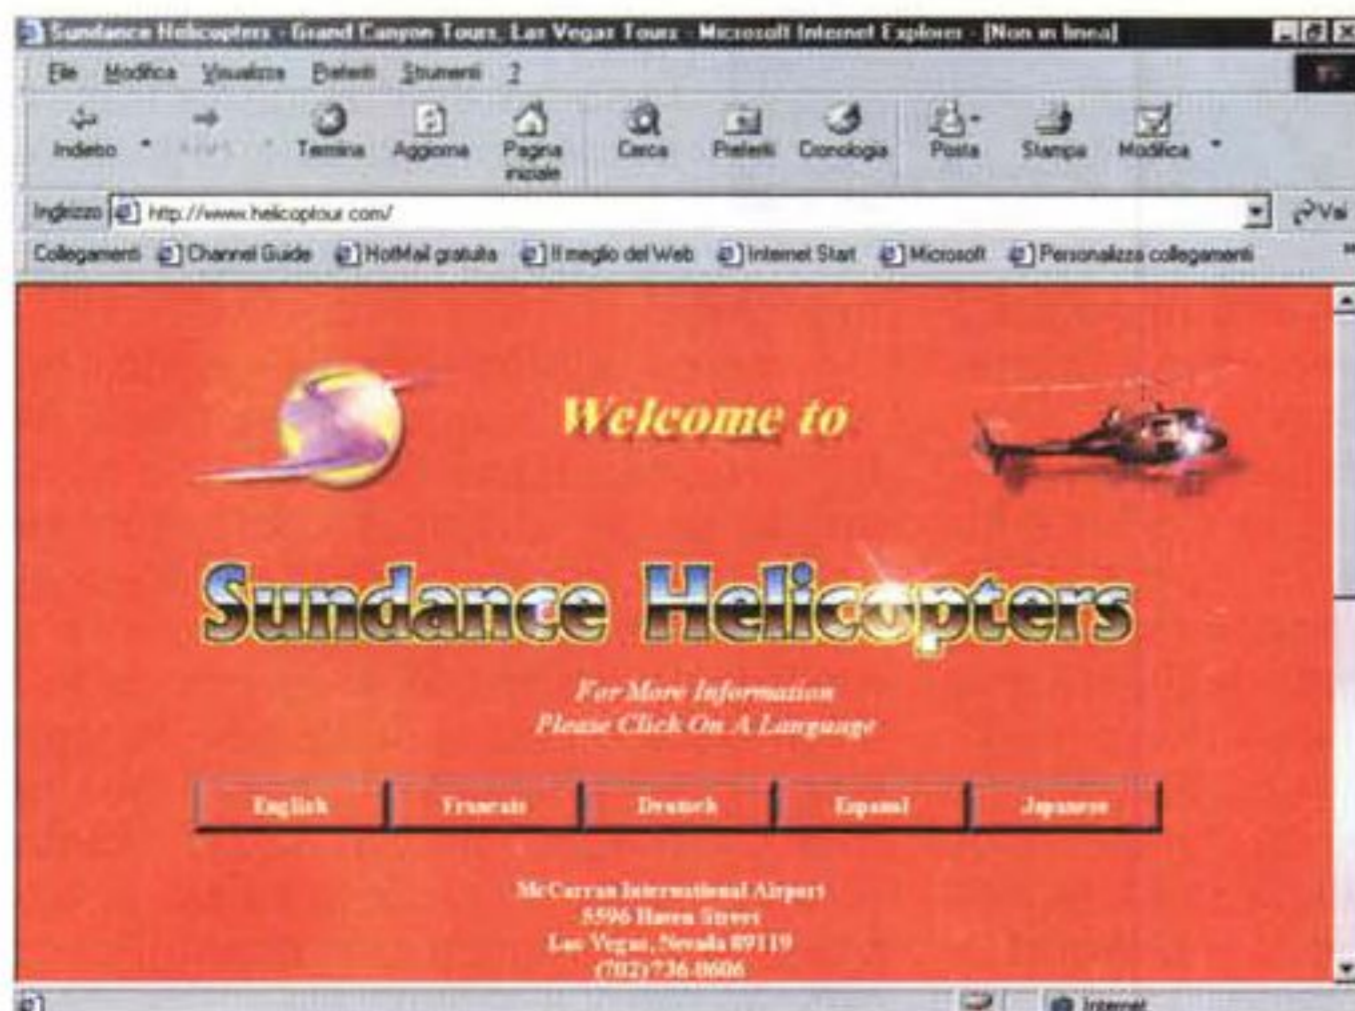 Sundance Helicopters - Grand Canyon Tours, Las Vegas Tours - Microsoft Internet Explorer - [Non in linea]
File Modifica Visualizza Preferiti Strumenti ?
Indietro Termina Aggiorna Pagina iniziale Cerca Preferiti Cronologia Posta Stampa Modifica
Indirizzo http://www.helicoptour.com/ Vai
Collegamenti Channel Guide HotMail gratuita Il meglio del Web Internet Start Microsoft Personalizza collegamenti »
Welcome to
Sundance Helicopters
For More Information
Please Click On A Language
English Francais Deutsch Espanol Japanese
McCarran International Airport
5596 Haven Street
Las Vegas, Nevada 89119
(702) 736-0606
Internet